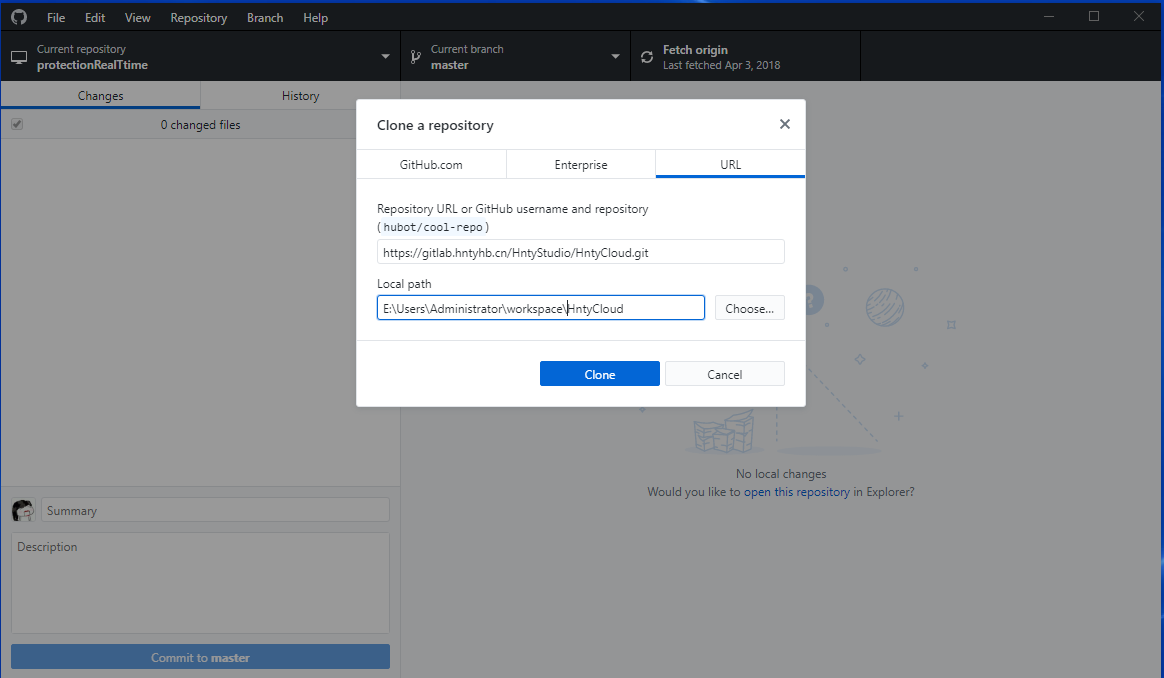 File Edit View Repository Branch Help
Current repository
protectionRealTtime
Current branch
master
Fetch origin
Last fetched Apr 3, 2018
Changes History
0 changed files
Clone a repository
GitHub.com Enterprise URL
Repository URL or GitHub username and repository
(hubot/cool-repo)
https://gitlab.hntyhb.cn/HntyStudio/HntyCloud.git
Local path
E:\Users\Administrator\workspace\HntyCloud
Choose...
Clone Cancel
?
No local changes
Would you like to open this repository in Explorer?
Summary
Description
Commit to master